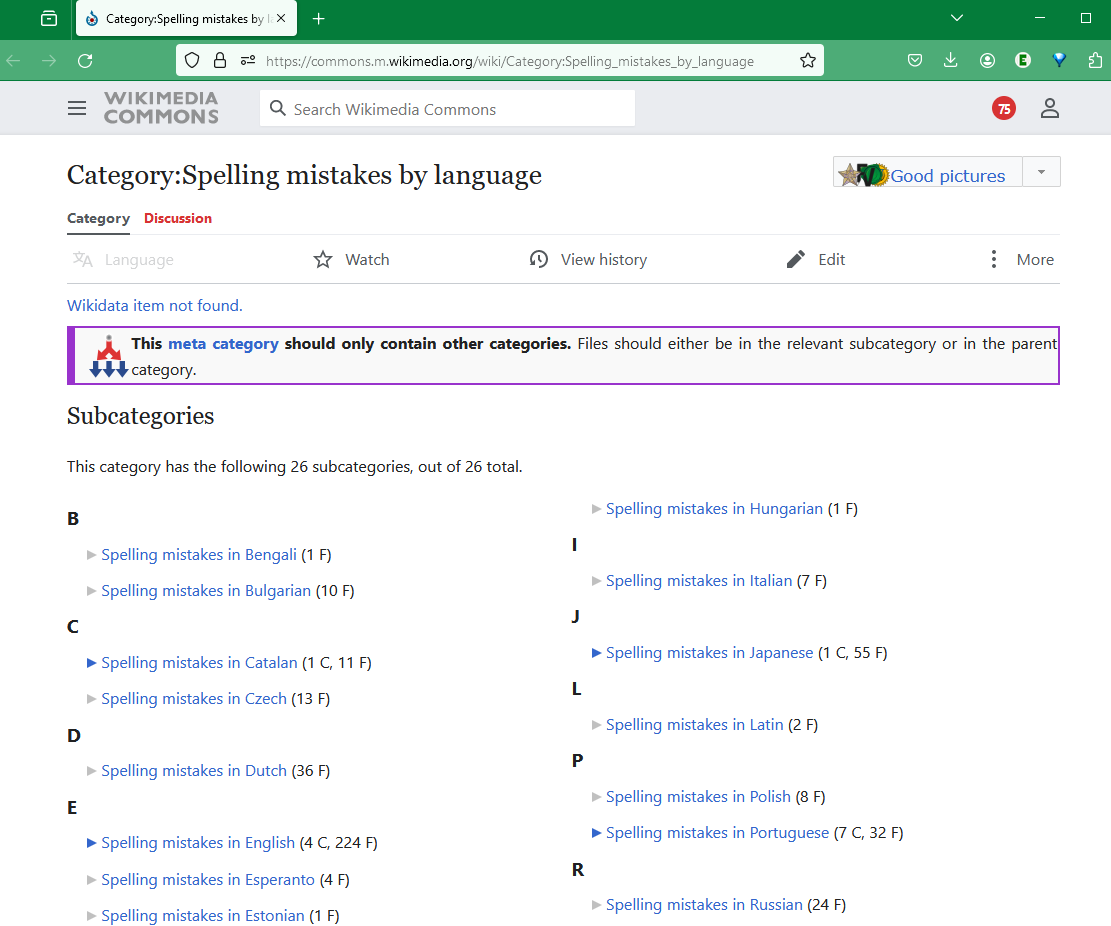 Category:Spelling mistakes by l
https://commons.m.wikimedia.org/wiki/Category:Spelling_mistakes_by_language
E
WIKIMEDIA
COMMONS
Search Wikimedia Commons
75
Category:Spelling mistakes by language
Good pictures
Category Discussion
Language Watch View history Edit More
Wikidata item not found.
This meta category should only contain other categories. Files should either be in the relevant subcategory or in the parent
category.
Subcategories
This category has the following 26 subcategories, out of 26 total.
B
Spelling mistakes in Bengali (1 F)
Spelling mistakes in Bulgarian (10 F)
C
Spelling mistakes in Catalan (1 C, 11 F)
Spelling mistakes in Czech (13 F)
D
Spelling mistakes in Dutch (36 F)
E
Spelling mistakes in English (4 C, 224 F)
Spelling mistakes in Esperanto (4 F)
Spelling mistakes in Estonian (1 F)
Spelling mistakes in Hungarian (1 F)
I
Spelling mistakes in Italian (7 F)
J
Spelling mistakes in Japanese (1 C, 55 F)
L
Spelling mistakes in Latin (2 F)
P
Spelling mistakes in Polish (8 F)
Spelling mistakes in Portuguese (7 C, 32 F)
R
Spelling mistakes in Russian (24 F)